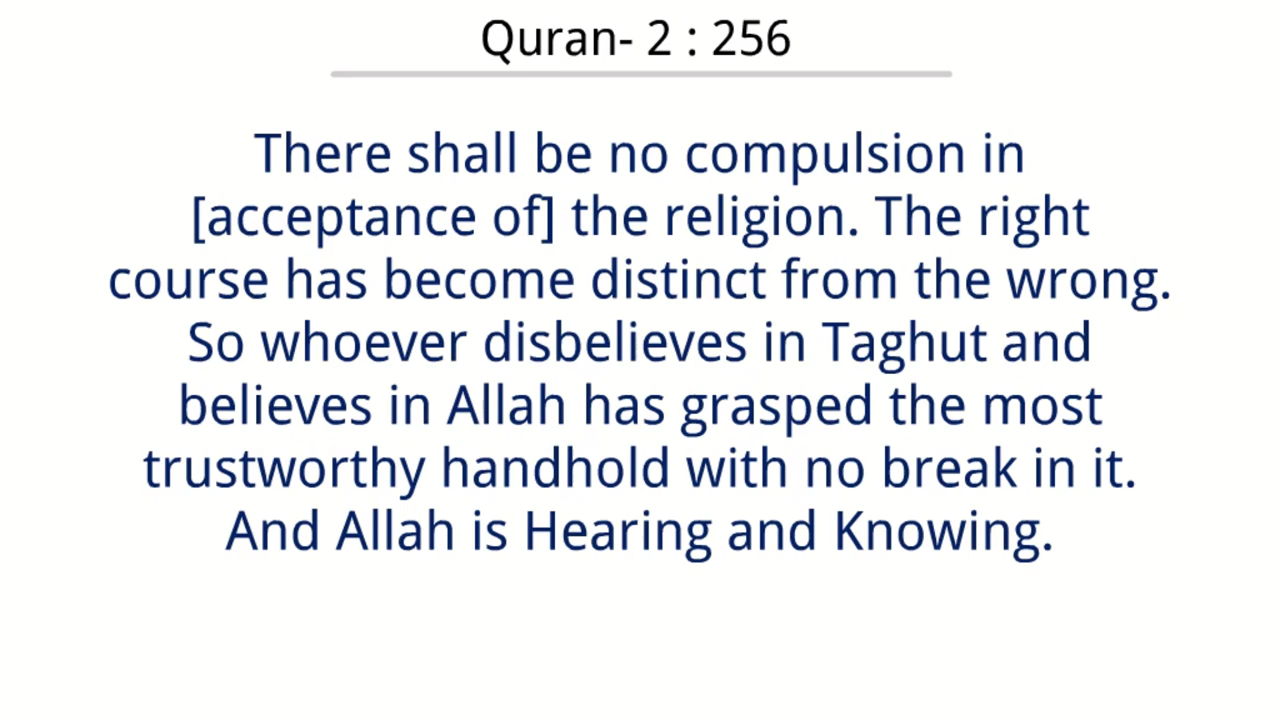 Quran- 2 : 256
There shall be no compulsion in
[acceptance of] the religion. The right
course has become distinct from the wrong.
So whoever disbelieves in Taghut and
believes in Allah has grasped the most
trustworthy handhold with no break in it.
And Allah is Hearing and Knowing.